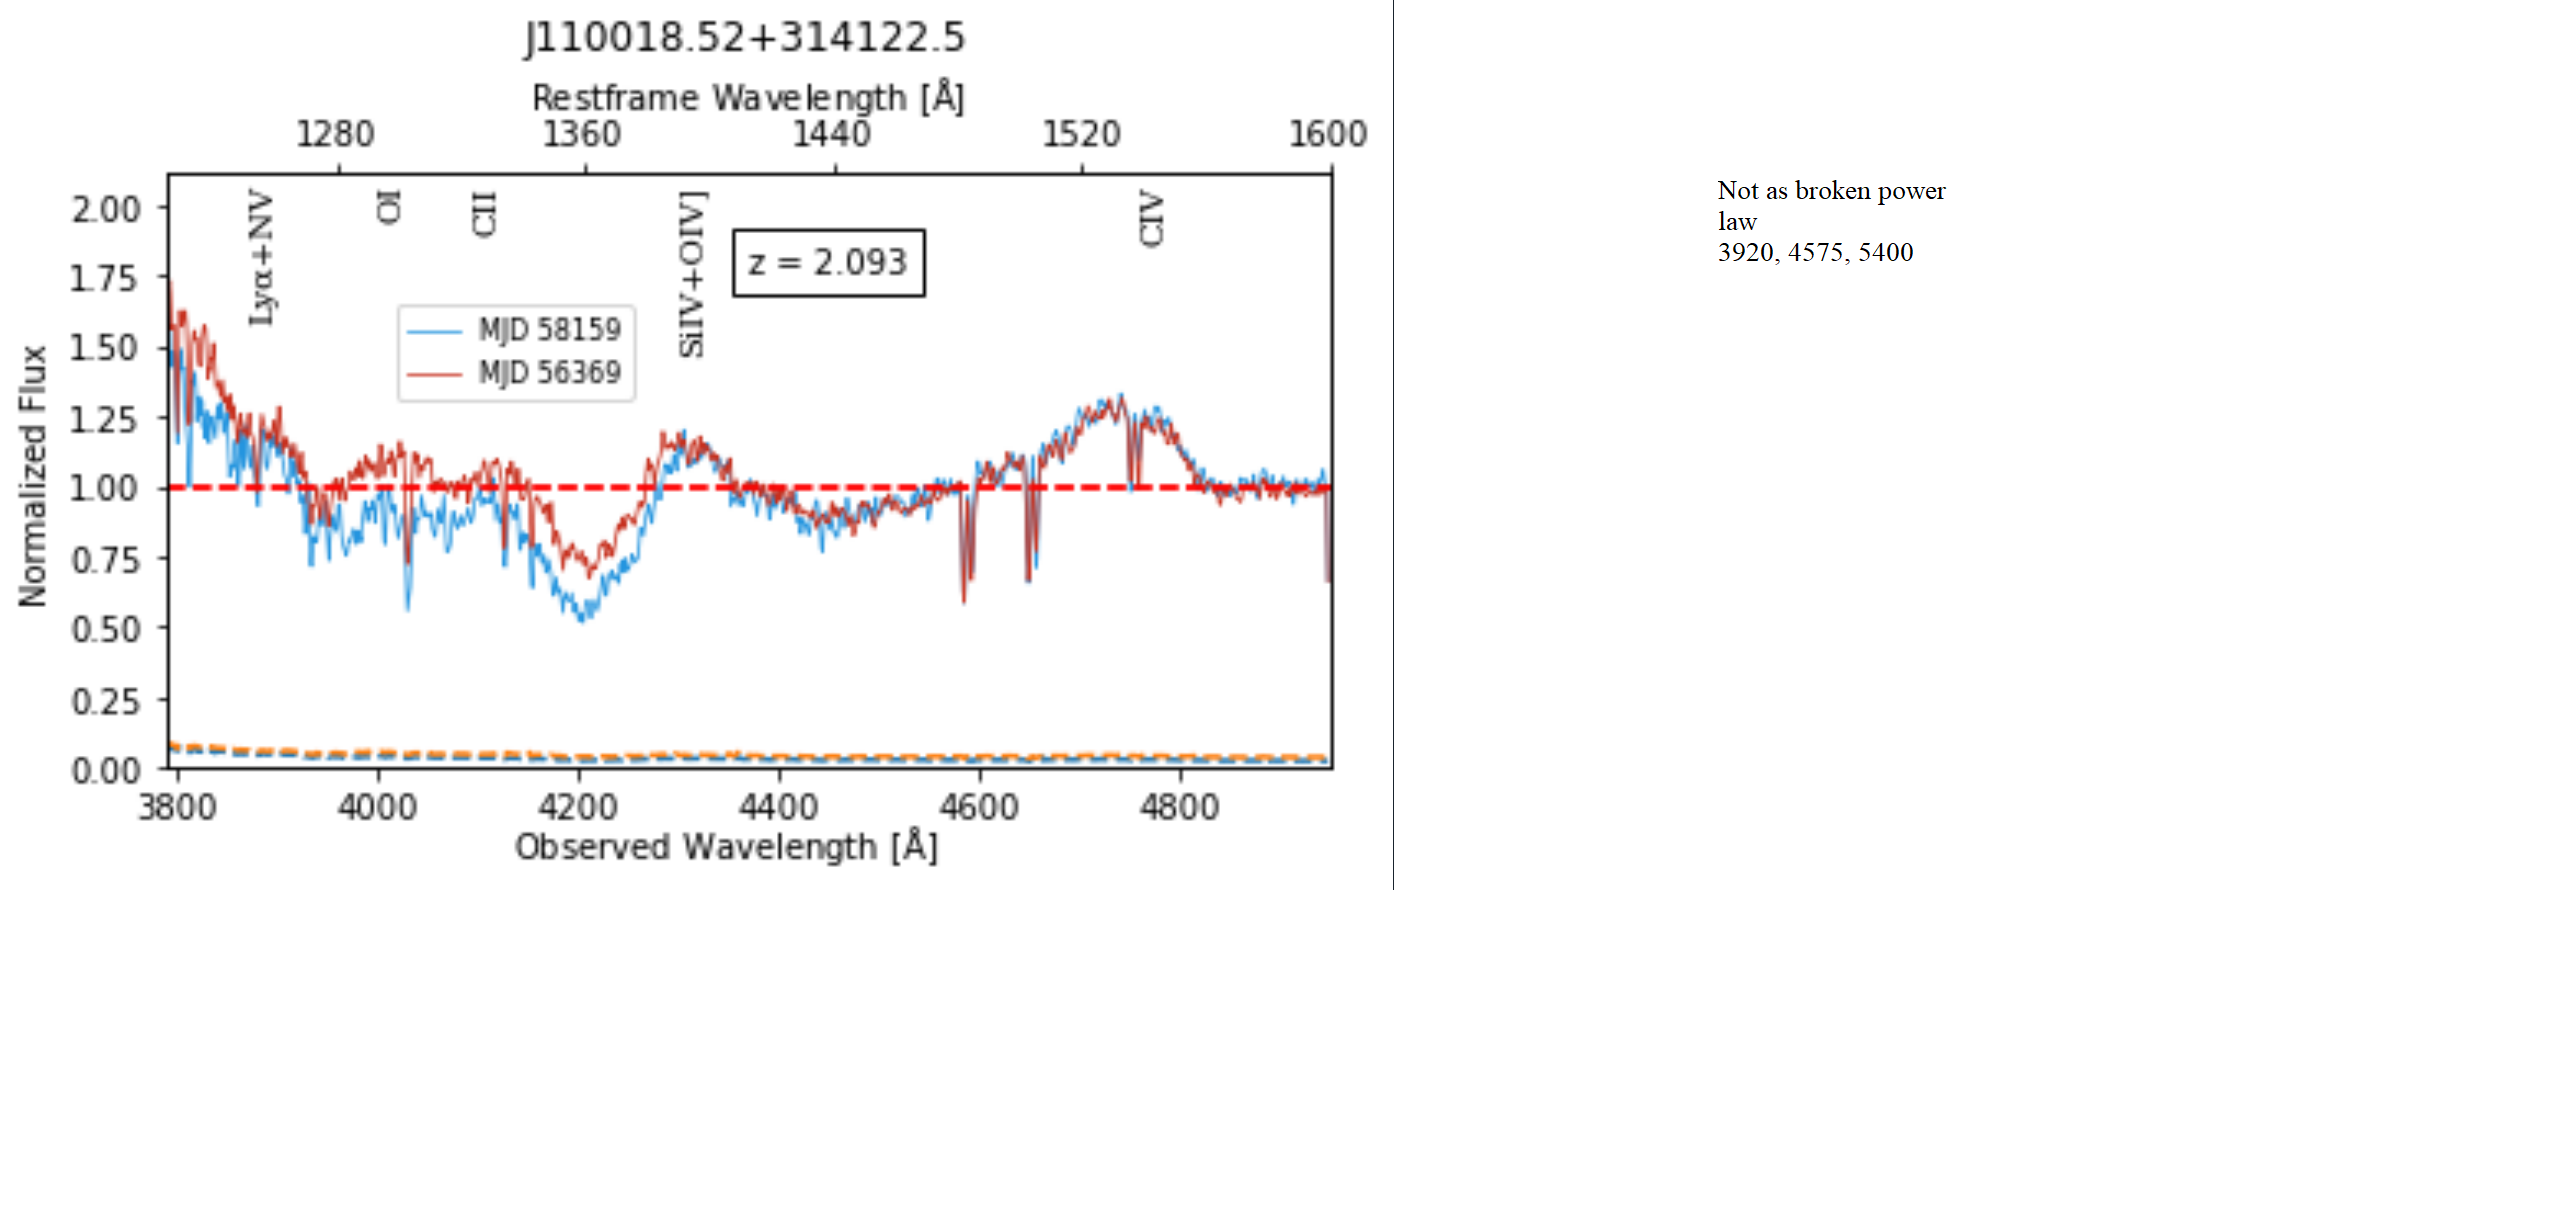 J110018.52+314122.5
Restframe Wavelength [Å]
1280 1360 1440 1520 1600
Normalized Flux
2.00
1.75
1.50
1.25
1.00
0.75
0.50
0.25
0.00
Lyα+NV
OI
CII
SiIV+OIV]
CIV
z = 2.093
MJD 58159
MJD 56369
3800 4000 4200 4400 4600 4800
Observed Wavelength [Å]
Not as broken power
law
3920, 4575, 5400